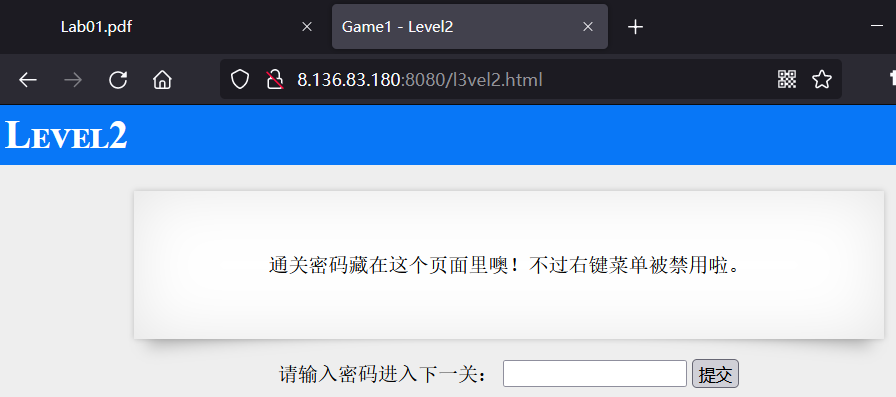 Lab01.pdf
Game1 - Level2
8.136.83.180:8080/l3vel2.html
LEVEL2
通关密码藏在这个页面里噢！不过右键菜单被禁用啦。
请输入密码进入下一关：
提交